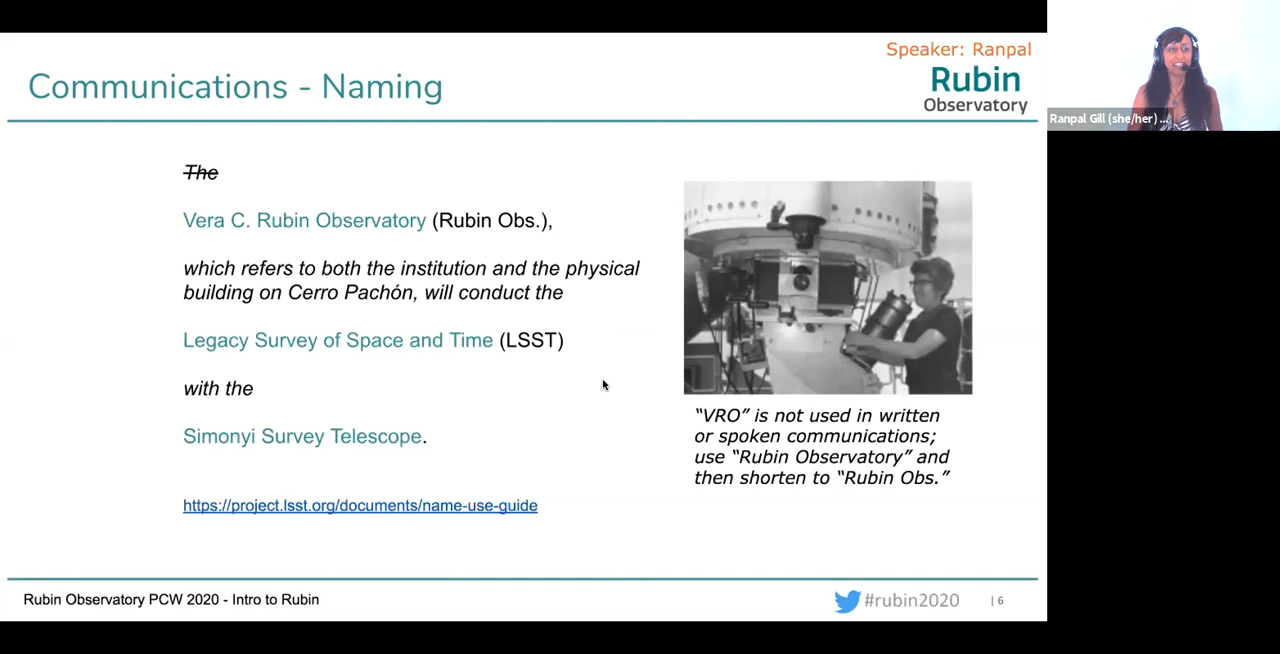 Speaker: Ranpal
Communications - Naming
Rubin
Observatory
Ranpal Gill (she/her) ...
The
Vera C. Rubin Observatory (Rubin Obs.),
which refers to both the institution and the physical
building on Cerro Pachón, will conduct the
Legacy Survey of Space and Time (LSST)
with the
Simonyi Survey Telescope.
https://project.lsst.org/documents/name-use-guide
“VRO” is not used in written
or spoken communications;
use “Rubin Observatory” and
then shorten to “Rubin Obs.”
Rubin Observatory PCW 2020 - Intro to Rubin
#rubin2020
| 6